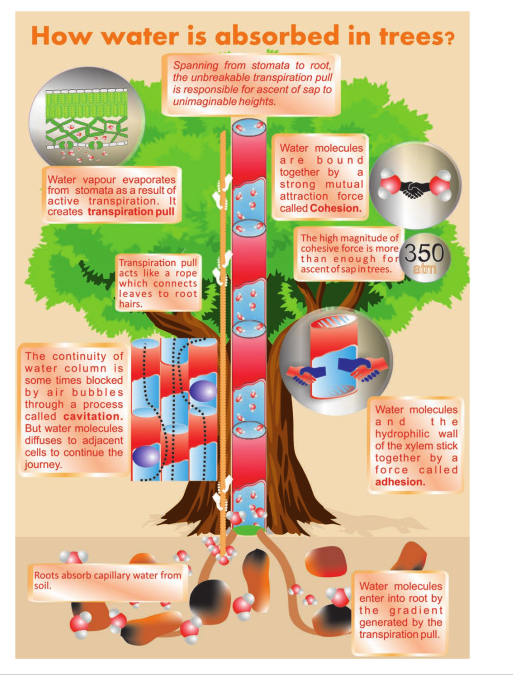 How water is absorbed in trees?
Spanning from stomata to root,
the unbreakable transpiration pull
is responsible for ascent of sap to
unimaginable heights.
Water vapour evaporates
from stomata as a result of
active transpiration. It
creates transpiration pull
Water molecules
are bound
together by a
strong mutual
attraction force
called Cohesion.
The high magnitude of
cohesive force is more
than enough for
ascent of sap in trees.
350
atm
Transpiration pull
acts like a rope
which connects
leaves to root
hairs.
The continuity of
water column is
some times blocked
by air bubbles
through a process
called cavitation.
But water molecules
diffuses to adjacent
cells to continue the
journey.
Water molecules
and the
hydrophilic wall
of the xylem stick
together by a
force called
adhesion.
Roots absorb capillary water from
soil.
Water molecules
enter into root by
the gradient
generated by the
transpiration pull.